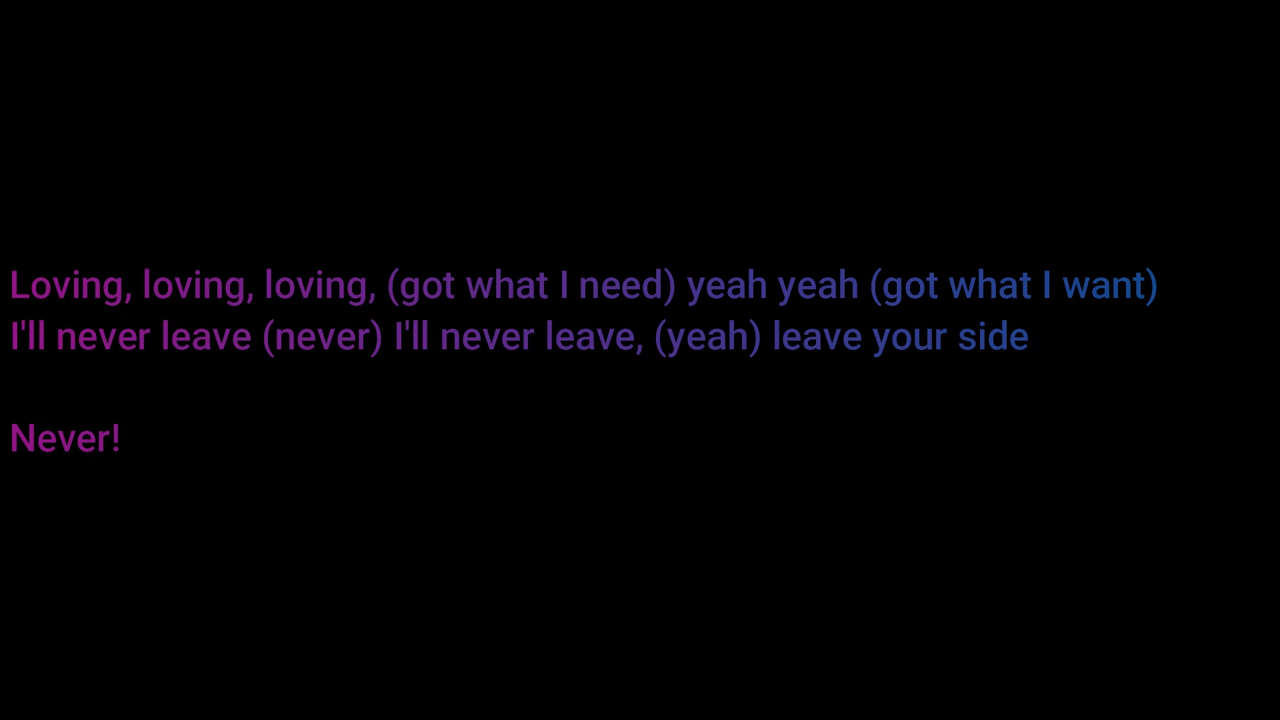 Loving, loving, loving, (got what I need) yeah yeah (got what I want)
I'll never leave (never) I'll never leave, (yeah) leave your side
Never!